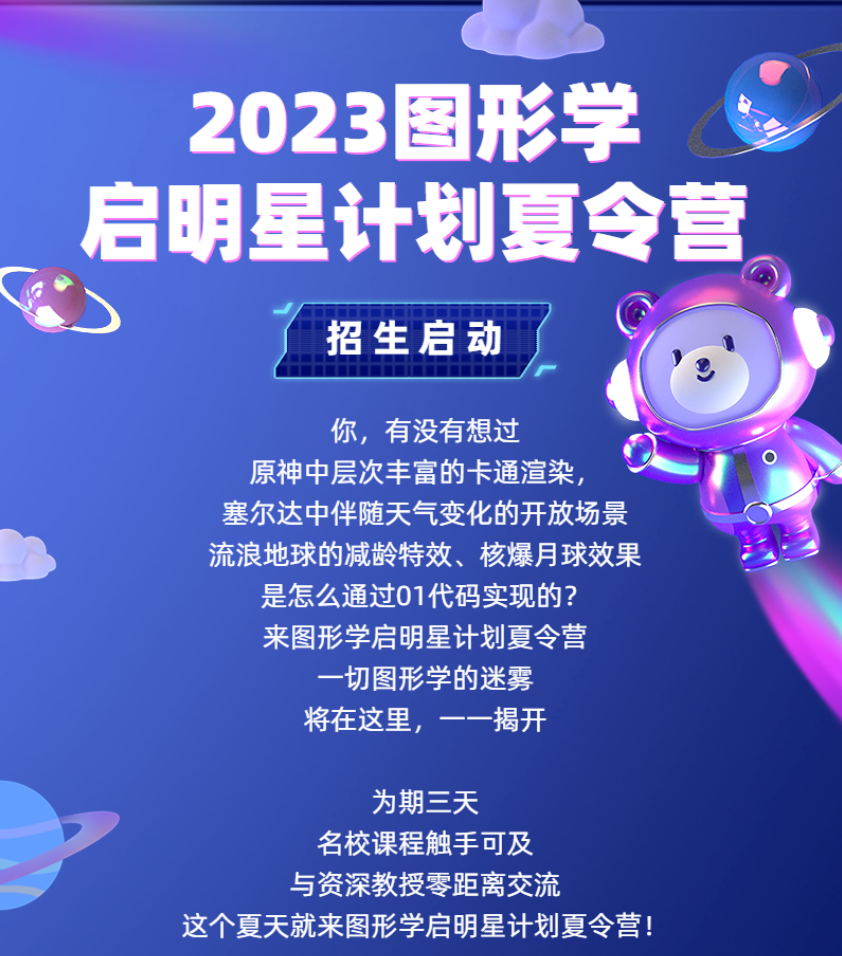 2023图形学
启明星计划夏令营
招生启动
你，有没有想过
原神中层次丰富的卡通渲染，
塞尔达中伴随天气变化的开放场景
流浪地球的减龄特效、核爆月球效果
是怎么通过01代码实现的？
来图形学启明星计划夏令营
一切图形学的迷雾
将在这里，一一揭开
为期三天
名校课程触手可及
与资深教授零距离交流
这个夏天就来图形学启明星计划夏令营！